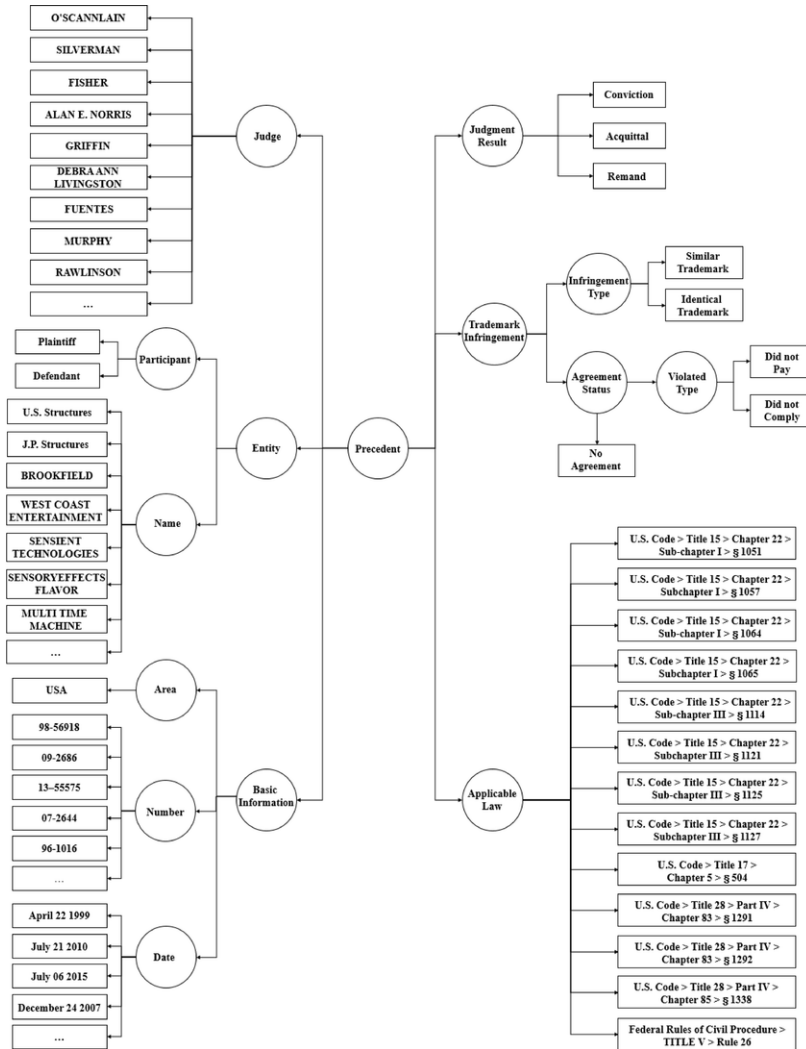 O'SCANNLAIN
SILVERMAN
FISHER
ALAN E. NORRIS
GRIFFIN
DEBRA ANN
LIVINGSTON
FUENTES
MURPHY
RAWLINSON
...
Judge
Plaintiff
Defendant
Participant
U.S. Structures
J.P. Structures
BROOKFIELD
WEST COAST
ENTERTAINMENT
SENSIENT
TECHNOLOGIES
SENSORYEFFECTS
FLAVOR
MULTI TIME
MACHINE
...
Name
Entity
USA
Area
98-56918
09-2686
13–55575
07-2644
96-1016
...
Number
April 22 1999
July 21 2010
July 06 2015
December 24 2007
...
Date
Basic
Information
Precedent
Judgment
Result
Conviction
Acquittal
Remand
Trademark
Infringement
Infringement
Type
Similar
Trademark
Identical
Trademark
Agreement
Status
Violated
Type
Did not
Pay
Did not
Comply
No
Agreement
Applicable
Law
U.S. Code > Title 15 > Chapter 22 >
Sub-chapter I > § 1051
U.S. Code > Title 15 > Chapter 22 >
Subchapter I > § 1057
U.S. Code > Title 15 > Chapter 22 >
Sub-chapter I > § 1064
U.S. Code > Title 15 > Chapter 22 >
Subchapter I > § 1065
U.S. Code > Title 15 > Chapter 22 >
Sub-chapter III > § 1114
U.S. Code > Title 15 > Chapter 22 >
Subchapter III > § 1121
U.S. Code > Title 15 > Chapter 22 >
Sub-chapter III > § 1125
U.S. Code > Title 15 > Chapter 22 >
Subchapter III > § 1127
U.S. Code > Title 17 >
Chapter 5 > § 504
U.S. Code > Title 28 > Part IV >
Chapter 83 > § 1291
U.S. Code > Title 28 > Part IV >
Chapter 83 > § 1292
U.S. Code > Title 28 > Part IV >
Chapter 85 > § 1338
Federal Rules of Civil Procedure >
TITLE V > Rule 26